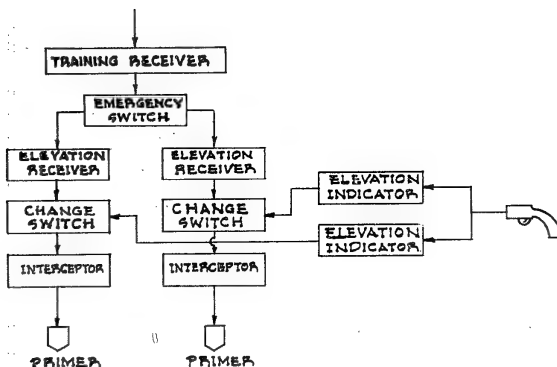 TRAINING RECEIVER
EMERGENCY
SWITCH
ELEVATION
RECEIVER
ELEVATION
RECEIVER
ELEVATION
INDICATOR
CHANGE
SWITCH
CHANGE
SWITCH
ELEVATION
INDICATOR
INTERCEPTOR
INTERCEPTOR
PRIMER
PRIMER